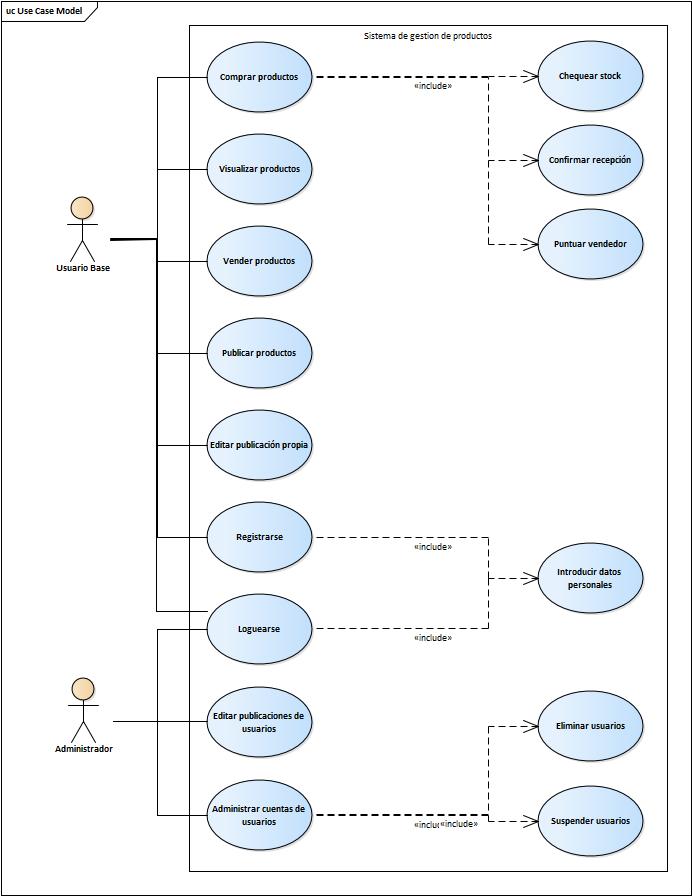 uc Use Case Model
Sistema de gestion de productos
Comprar productos
«include»
Chequear stock
Visualizar productos
Confirmar recepción
Usuario Base
Vender productos
Puntuar vendedor
Publicar productos
Editar publicación propia
Registrarse
«include»
Introducir datos
personales
Loguearse
«include»
Administrador
Editar publicaciones de
usuarios
Eliminar usuarios
Administrar cuentas de
usuarios
«inclu«include»
Suspender usuarios